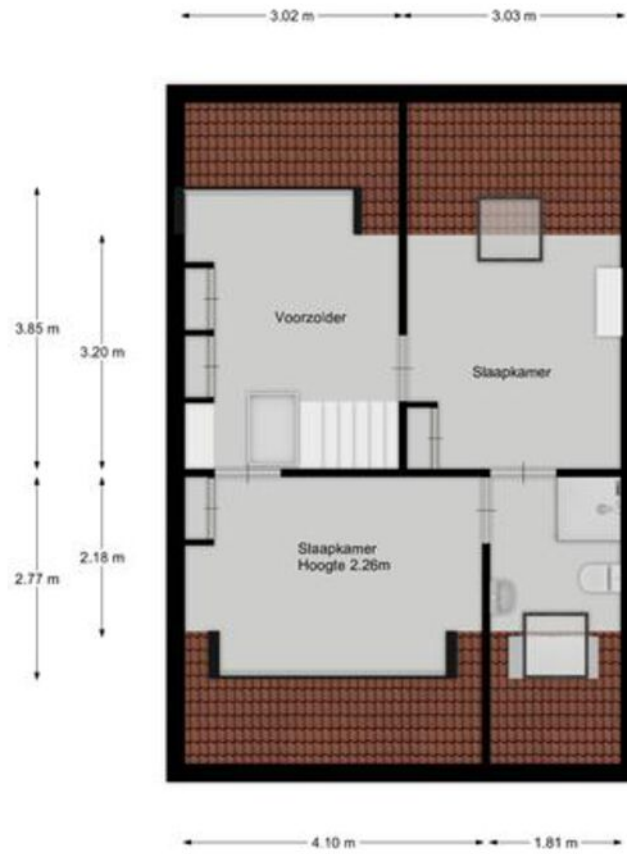 3.02 m
3.03 m
3.85 m
3.20 m
Voorzolder
Slaapkamer
2.77 m
2.18 m
Slaapkamer
Hoogte 2.26m
4.10 m
1.81 m